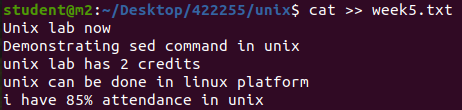 student@m2:~/Desktop/422255/unix$ cat >> week5.txt
Unix lab now
Demonstrating sed command in unix
unix lab has 2 credits
unix can be done in linux platform
i have 85% attendance in unix